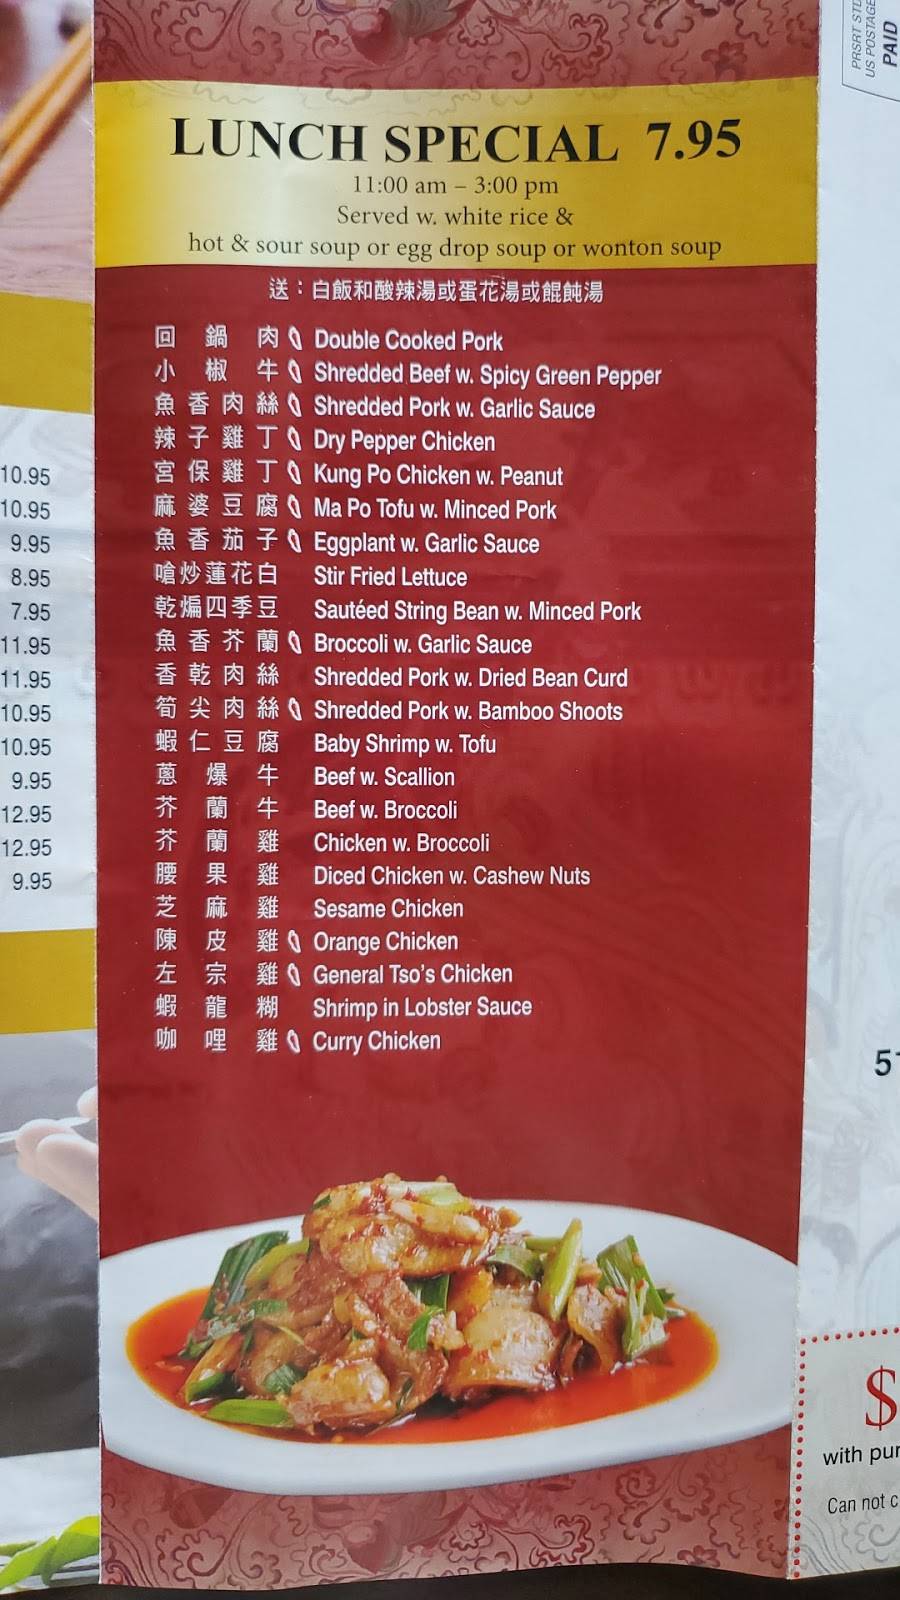 PRSRT STD
US POSTAGE
PAID
LUNCH SPECIAL 7.95
11:00 am – 3:00 pm
Served w. white rice &
hot & sour soup or egg drop soup or wonton soup
送：白飯和酸辣湯或蛋花湯或餛飩湯
回鍋肉 Double Cooked Pork
小椒牛 Shredded Beef w. Spicy Green Pepper
魚香肉絲 Shredded Pork w. Garlic Sauce
辣子雞丁 Dry Pepper Chicken
宮保雞丁 Kung Po Chicken w. Peanut
麻婆豆腐 Ma Po Tofu w. Minced Pork
魚香茄子 Eggplant w. Garlic Sauce
嗆炒蓮花白 Stir Fried Lettuce
乾煸四季豆 Sautéed String Bean w. Minced Pork
魚香芥蘭 Broccoli w. Garlic Sauce
香乾肉絲 Shredded Pork w. Dried Bean Curd
筍尖肉絲 Shredded Pork w. Bamboo Shoots
蝦仁豆腐 Baby Shrimp w. Tofu
蔥爆牛 Beef w. Scallion
芥蘭牛 Beef w. Broccoli
芥蘭雞 Chicken w. Broccoli
腰果雞 Diced Chicken w. Cashew Nuts
芝麻雞 Sesame Chicken
陳皮雞 Orange Chicken
左宗雞 General Tso's Chicken
蝦龍糊 Shrimp in Lobster Sauce
咖哩雞 Curry Chicken
10.95
10.95
9.95
8.95
7.95
11.95
11.95
10.95
10.95
9.95
12.95
12.95
9.95
$
with
Can not